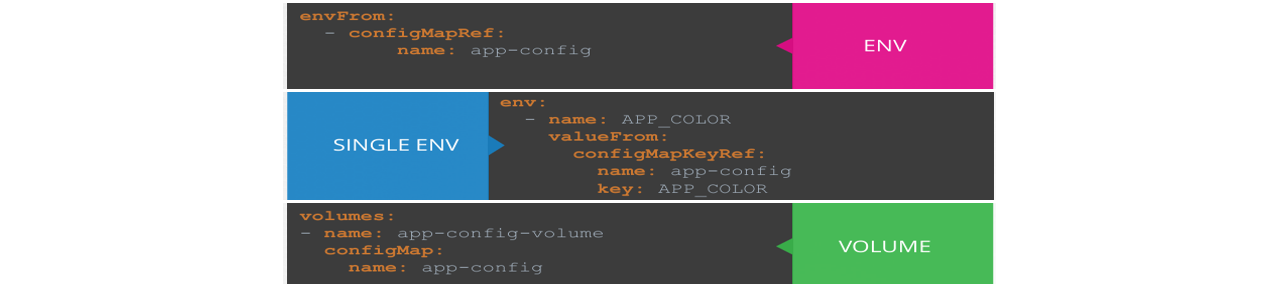 envFrom:
  - configMapRef:
        name: app-config
ENV
SINGLE ENV
env:
  - name: APP_COLOR
    valueFrom:
      configMapKeyRef:
        name: app-config
        key: APP_COLOR
volumes:
- name: app-config-volume
  configMap:
    name: app-config
VOLUME